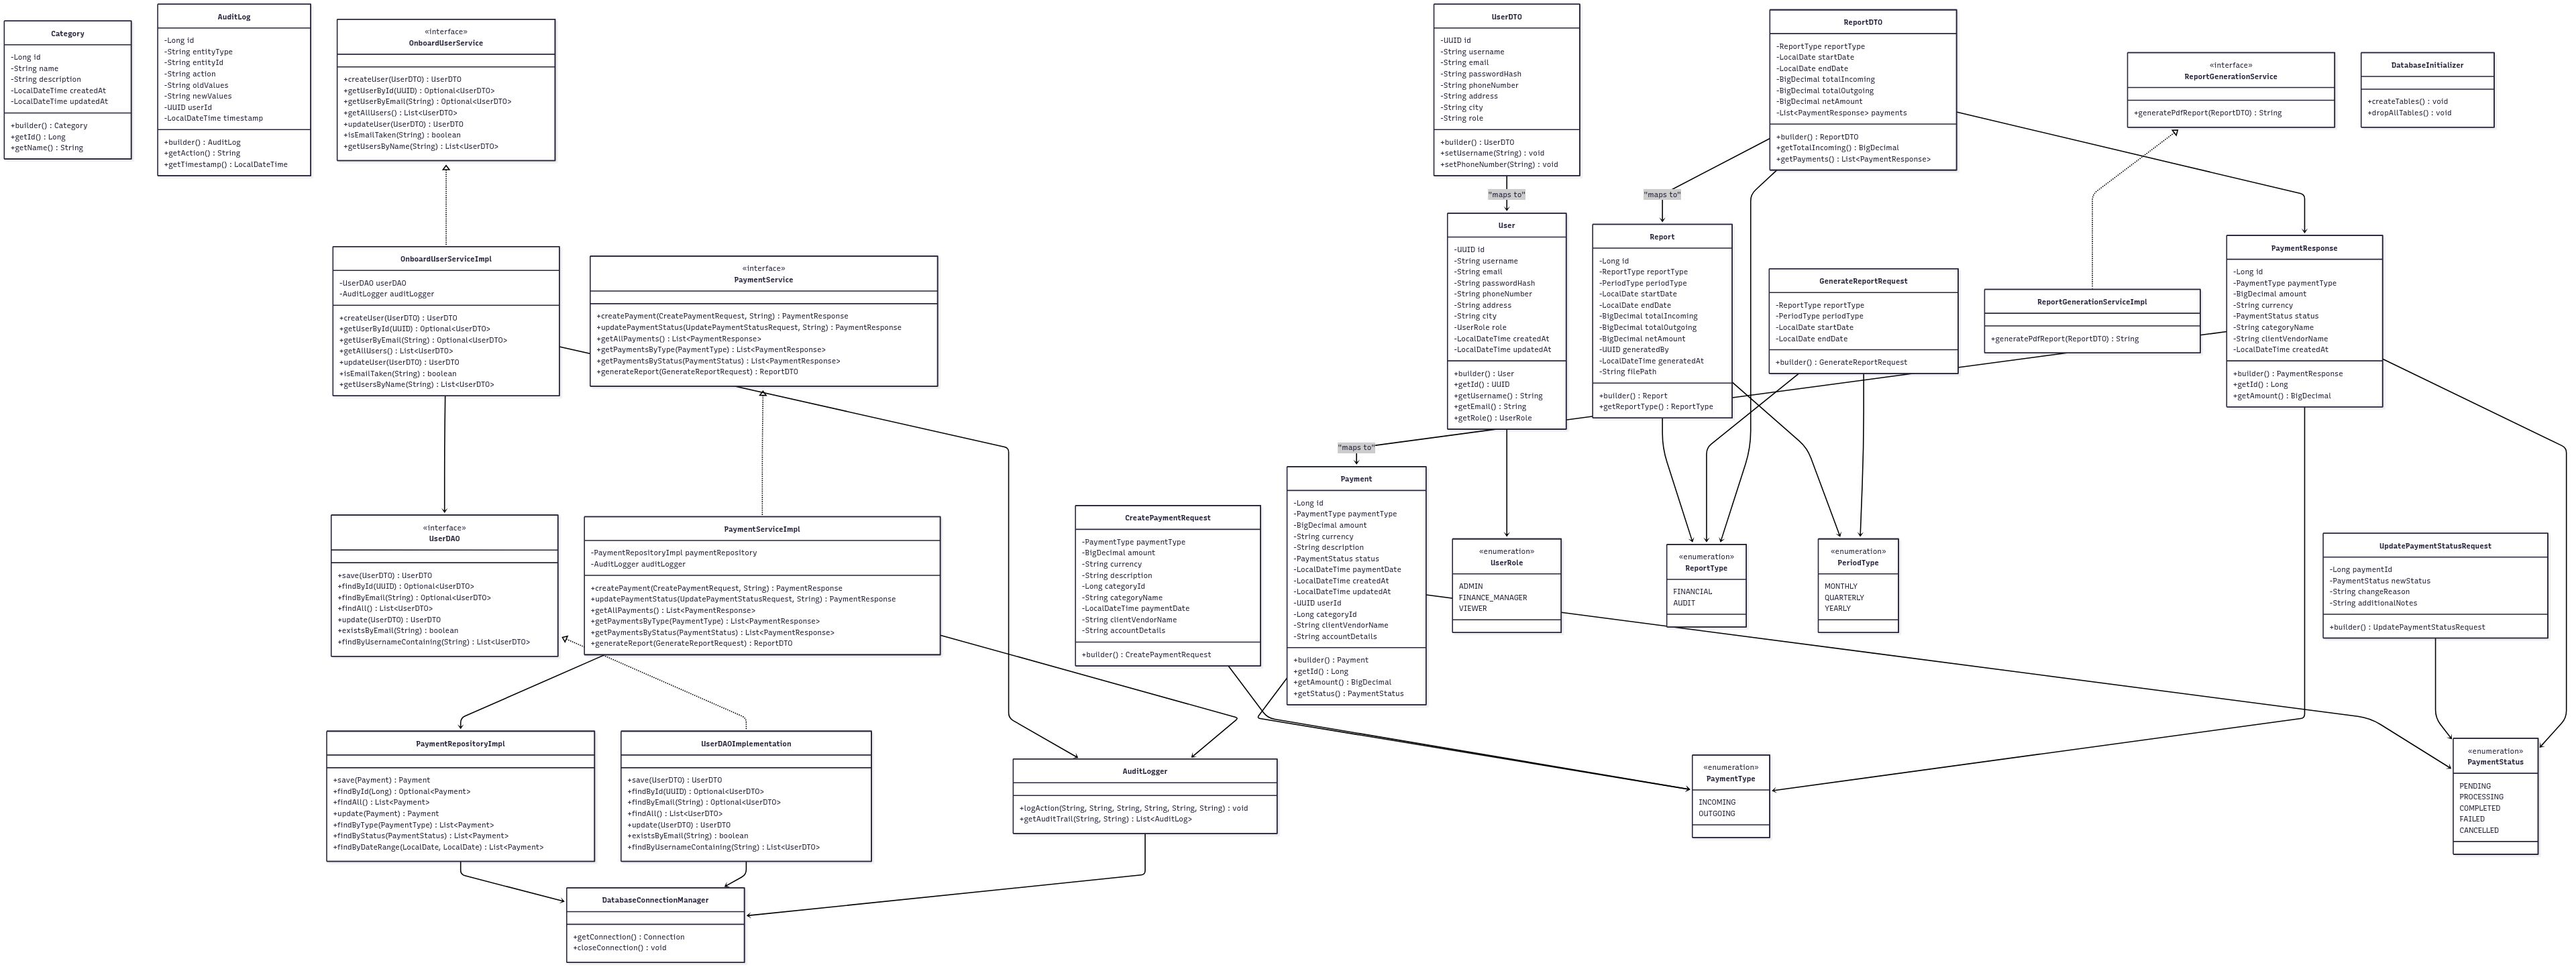 Category
-Long id
-String name
-String description
-LocalDateTime createdAt
-LocalDateTime updatedAt
+builder() : Category
+getId() : Long
+getName() : String
AuditLog
-Long id
-String entityType
-String entityId
-String action
-String oldValues
-String newValues
-UUID userId
-LocalDateTime timestamp
+builder() : AuditLog
+getAction() : String
+getTimestamp() : LocalDateTime
«interface»
OnboardUserService
+createUser(UserDTO) : UserDTO
+getUserById(UUID) : Optional<UserDTO>
+getUserByEmail(String) : Optional<UserDTO>
+getAllUsers() : List<UserDTO>
+updateUser(UserDTO) : UserDTO
+isEmailTaken(String) : boolean
+getUsersByName(String) : List<UserDTO>
UserDTO
-UUID id
-String username
-String email
-String passwordHash
-String phoneNumber
-String address
-String city
-String role
+builder() : UserDTO
+setUsername(String) : void
+setPhoneNumber(String) : void
ReportDTO
-ReportType reportType
-LocalDate startDate
-LocalDate endDate
-BigDecimal totalIncoming
-BigDecimal totalOutgoing
-BigDecimal netAmount
-List<PaymentResponse> payments
+builder() : ReportDTO
+getTotalIncoming() : BigDecimal
+getPayments() : List<PaymentResponse>
«interface»
ReportGenerationService
+generatePdfReport(ReportDTO) : String
DatabaseInitializer
+createTables() : void
+dropAllTables() : void
"maps to"
"maps to"
OnboardUserServiceImpl
-UserDAO userDAO
-AuditLogger auditLogger
+createUser(UserDTO) : UserDTO
+getUserById(UUID) : Optional<UserDTO>
+getUserByEmail(String) : Optional<UserDTO>
+getAllUsers() : List<UserDTO>
+updateUser(UserDTO) : UserDTO
+isEmailTaken(String) : boolean
+getUsersByName(String) : List<UserDTO>
«interface»
PaymentService
+createPayment(CreatePaymentRequest, String) : PaymentResponse
+updatePaymentStatus(UpdatePaymentStatusRequest, String) : PaymentResponse
+getAllPayments() : List<PaymentResponse>
+getPaymentsByType(PaymentType) : List<PaymentResponse>
+getPaymentsByStatus(PaymentStatus) : List<PaymentResponse>
+generateReport(GenerateReportRequest) : ReportDTO
User
-UUID id
-String username
-String email
-String passwordHash
-String phoneNumber
-String address
-String city
-UserRole role
-LocalDateTime createdAt
-LocalDateTime updatedAt
+builder() : User
+getId() : UUID
+getUsername() : String
+getEmail() : String
+getRole() : UserRole
Report
-Long id
-ReportType reportType
-PeriodType periodType
-LocalDate startDate
-LocalDate endDate
-BigDecimal totalIncoming
-BigDecimal totalOutgoing
-BigDecimal netAmount
-UUID generatedBy
-LocalDateTime generatedAt
-String filePath
+builder() : Report
+getReportType() : ReportType
GenerateReportRequest
-ReportType reportType
-PeriodType periodType
-LocalDate startDate
-LocalDate endDate
+builder() : GenerateReportRequest
ReportGenerationServiceImpl
+generatePdfReport(ReportDTO) : String
PaymentResponse
-Long id
-PaymentType paymentType
-BigDecimal amount
-String currency
-PaymentStatus status
-String categoryName
-String clientVendorName
-LocalDateTime createdAt
+builder() : PaymentResponse
+getId() : Long
+getAmount() : BigDecimal
"maps to"
«interface»
UserDAO
+save(UserDTO) : UserDTO
+findById(UUID) : Optional<UserDTO>
+findByEmail(String) : Optional<UserDTO>
+findAll() : List<UserDTO>
+update(UserDTO) : UserDTO
+existsByEmail(String) : boolean
+findByUsernameContaining(String) : List<UserDTO>
PaymentServiceImpl
-PaymentRepositoryImpl paymentRepository
-AuditLogger auditLogger
+createPayment(CreatePaymentRequest, String) : PaymentResponse
+updatePaymentStatus(UpdatePaymentStatusRequest, String) : PaymentResponse
+getAllPayments() : List<PaymentResponse>
+getPaymentsByType(PaymentType) : List<PaymentResponse>
+getPaymentsByStatus(PaymentStatus) : List<PaymentResponse>
+generateReport(GenerateReportRequest) : ReportDTO
CreatePaymentRequest
-PaymentType paymentType
-BigDecimal amount
-String currency
-String description
-Long categoryId
-String categoryName
-LocalDateTime paymentDate
-String clientVendorName
-String accountDetails
+builder() : CreatePaymentRequest
Payment
-Long id
-PaymentType paymentType
-BigDecimal amount
-String currency
-String description
-PaymentStatus status
-LocalDateTime paymentDate
-LocalDateTime createdAt
-LocalDateTime updatedAt
-UUID userId
-Long categoryId
-String clientVendorName
-String accountDetails
+builder() : Payment
+getId() : Long
+getAmount() : BigDecimal
+getStatus() : PaymentStatus
«enumeration»
UserRole
ADMIN
FINANCE_MANAGER
VIEWER
«enumeration»
ReportType
FINANCIAL
AUDIT
«enumeration»
PeriodType
MONTHLY
QUARTERLY
YEARLY
UpdatePaymentStatusRequest
-Long paymentId
-PaymentStatus newStatus
-String changeReason
-String additionalNotes
+builder() : UpdatePaymentStatusRequest
PaymentRepositoryImpl
+save(Payment) : Payment
+findById(Long) : Optional<Payment>
+findAll() : List<Payment>
+update(Payment) : Payment
+findByType(PaymentType) : List<Payment>
+findByStatus(PaymentStatus) : List<Payment>
+findByDateRange(LocalDate, LocalDate) : List<Payment>
UserDAOImplementation
+save(UserDTO) : UserDTO
+findById(UUID) : Optional<UserDTO>
+findByEmail(String) : Optional<UserDTO>
+findAll() : List<UserDTO>
+update(UserDTO) : UserDTO
+existsByEmail(String) : boolean
+findByUsernameContaining(String) : List<UserDTO>
AuditLogger
+logAction(String, String, String, String, String, String) : void
+getAuditTrail(String, String) : List<AuditLog>
«enumeration»
PaymentType
INCOMING
OUTGOING
«enumeration»
PaymentStatus
PENDING
PROCESSING
COMPLETED
FAILED
CANCELLED
DatabaseConnectionManager
+getConnection() : Connection
+closeConnection() : void